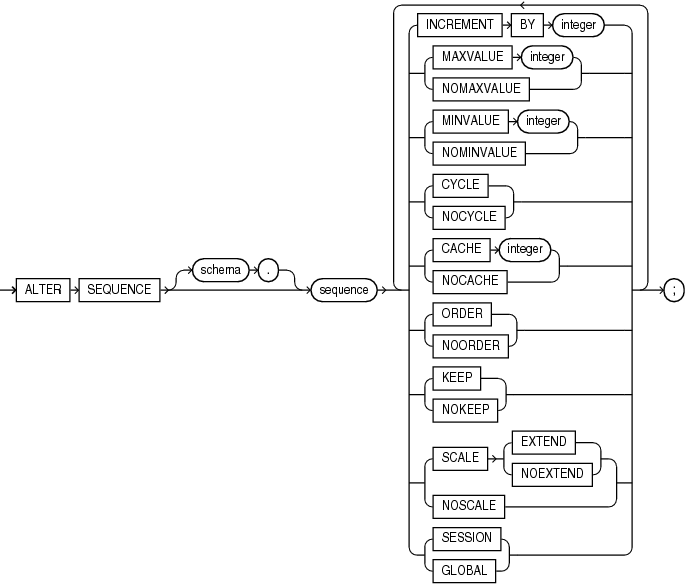 INCREMENT BY integer
MAXVALUE integer
NOMAXVALUE
MINVALUE integer
NOMINVALUE
CYCLE
NOCYCLE
CACHE integer
NOCACHE
schema .
ALTER SEQUENCE sequence ;
ORDER
NOORDER
KEEP
NOKEEP
EXTEND
SCALE
NOEXTEND
NOSCALE
SESSION
GLOBAL